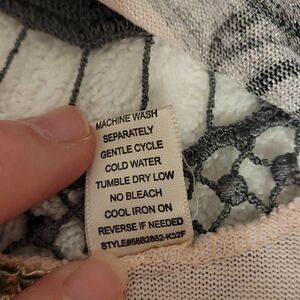 MACHINE WASH
SEPARATELY
GENTLE CYCLE
COLD WATER
TUMBLE DRY LOW
NO BLEACH
COOL IRON ON
REVERSE IF NEEDED
STYLE#56B2852-K32F